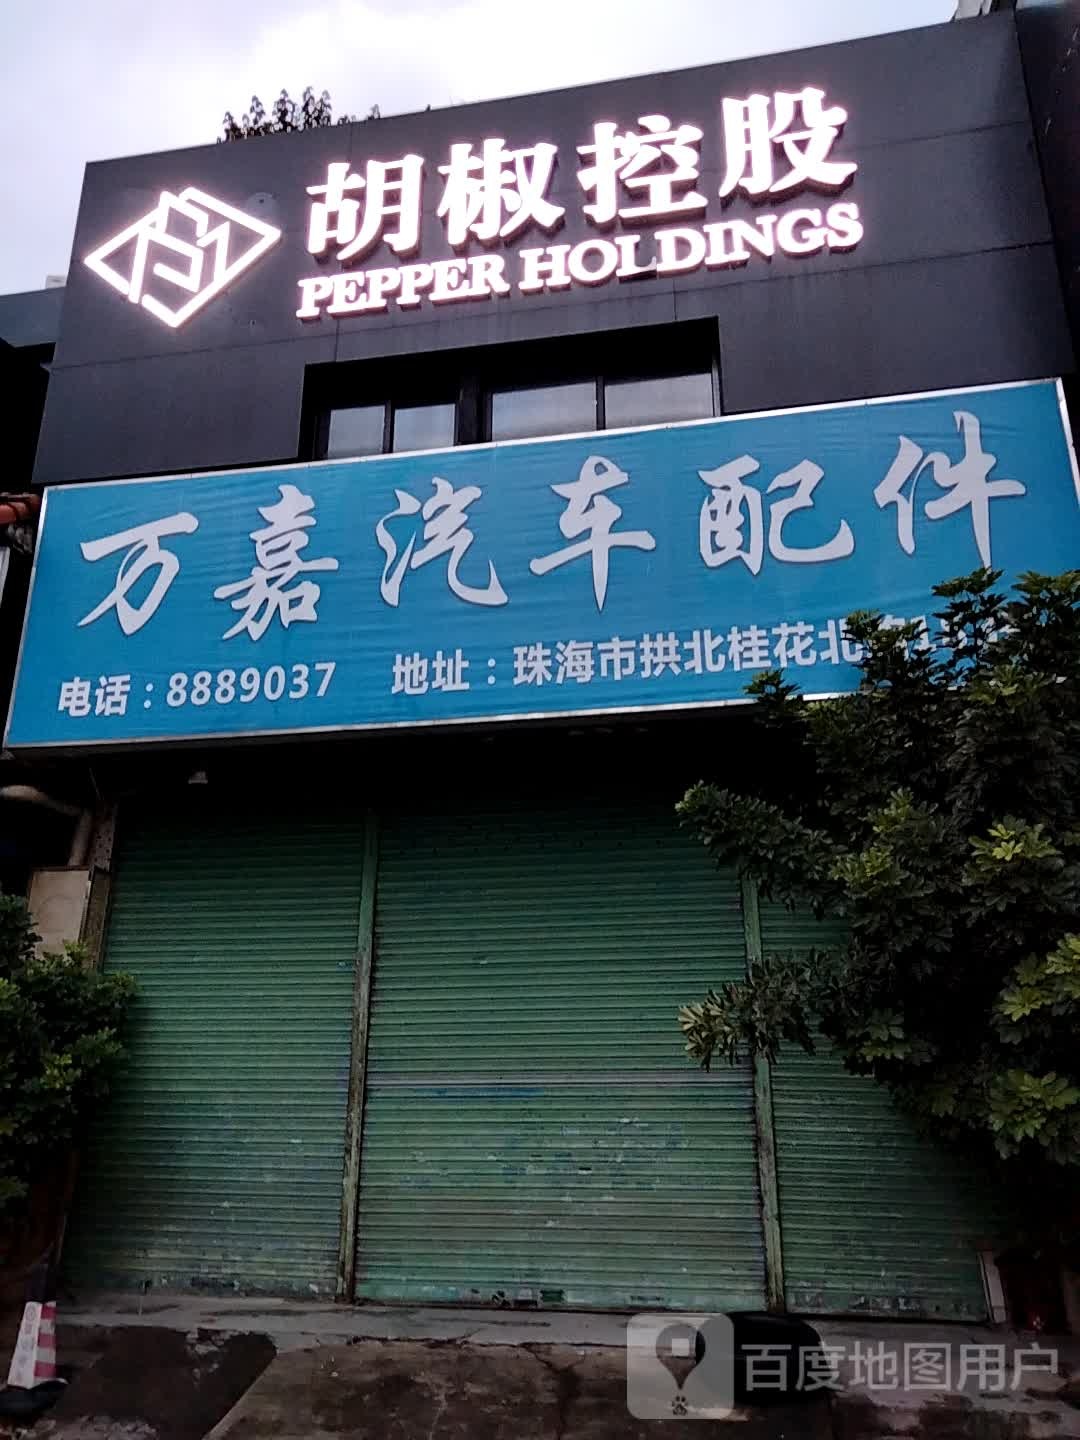 胡椒控股
PEPPER HOLDINGS
万嘉汽车配件
电话：8889037 地址：珠海市拱北桂花北
百度地图用户